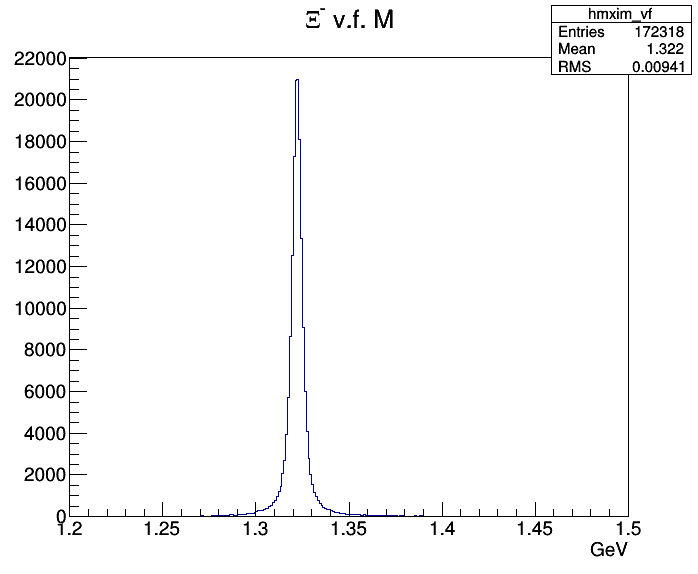 Ξ⁻ v.f. M
hmxim_vf
Entries 172318
Mean 1.322
RMS 0.00941
22000
20000
18000
16000
14000
12000
10000
8000
6000
4000
2000
0
1.2 1.25 1.3 1.35 1.4 1.45 1.5
GeV